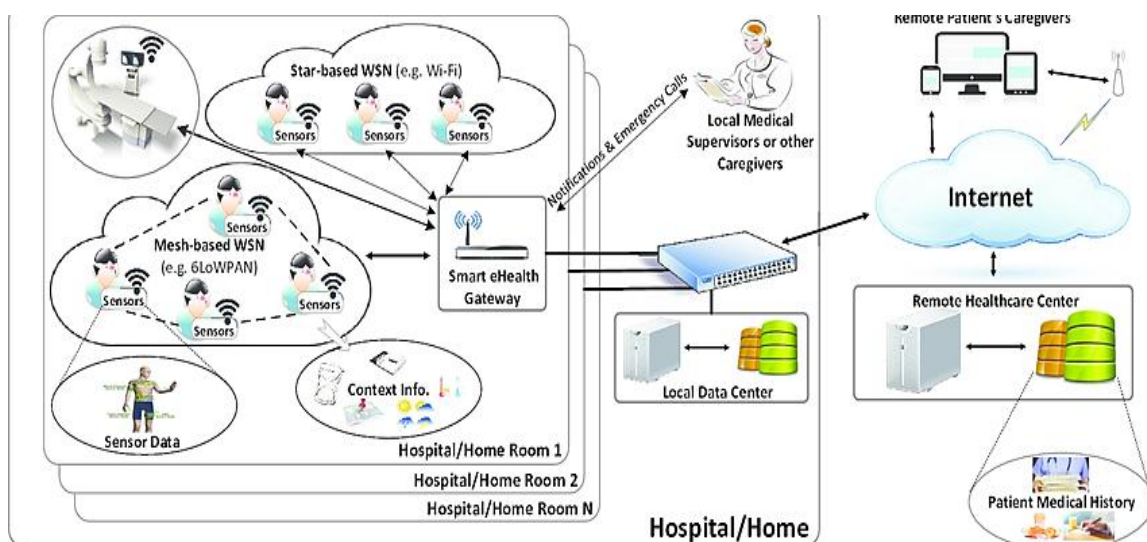 Remote Patient's Caregivers
Star-based WSN (e.g. Wi-Fi)
Sensors
Sensors
Sensors
Notifications & Emergency Calls
Local Medical
Supervisors or other
Caregivers
Internet
Sensors
Mesh-based WSN
(e.g. 6LoWPAN)
Sensors
Sensors
Sensors
Smart eHealth
Gateway
Remote Healthcare Center
Context Info.
Local Data Center
Sensor Data
Hospital/Home Room 1
Hospital/Home Room 2
Hospital/Home Room N
Hospital/Home
Patient Medical History